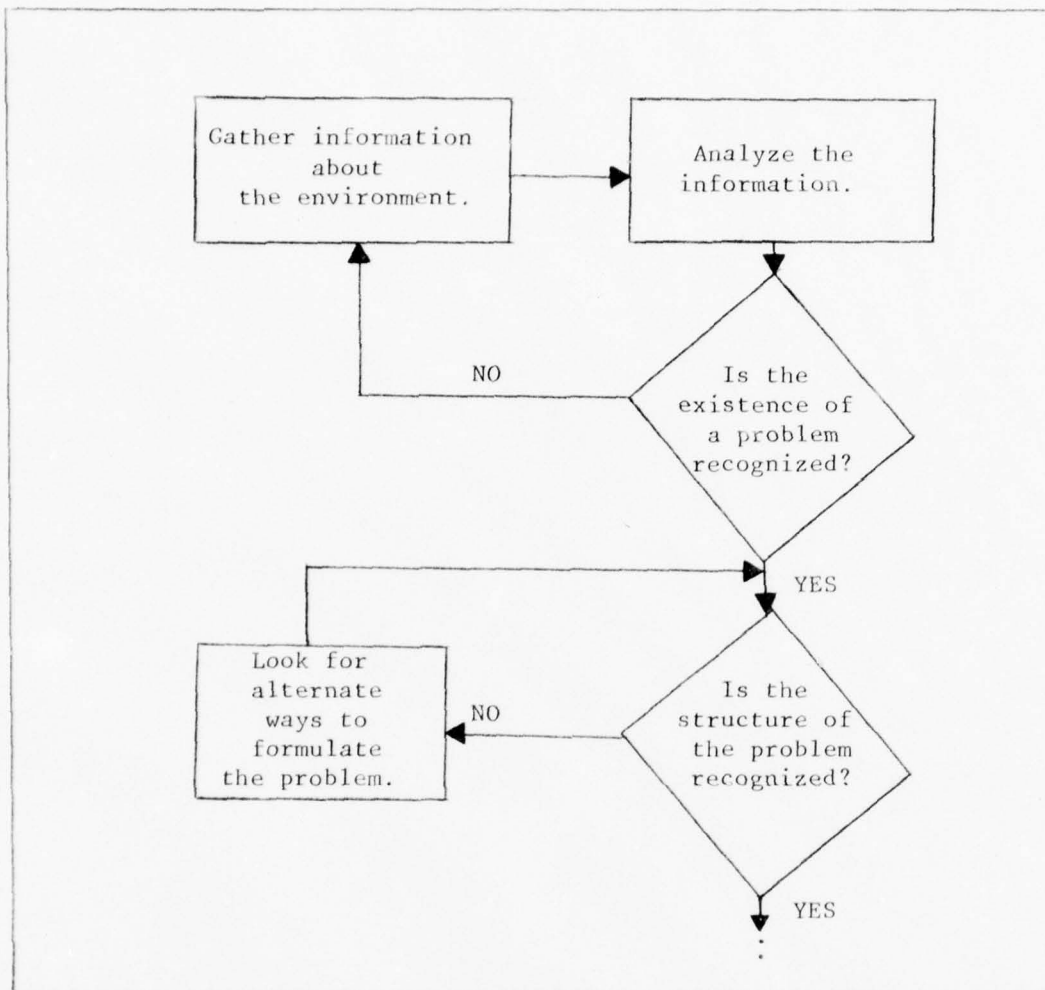 Gather information
about
the environment.
Analyze the
information.
NO
Is the
existence of
a problem
recognized?
YES
Look for
alternate
ways to
formulate
the problem.
NO
Is the
structure of
the problem
recognized?
YES